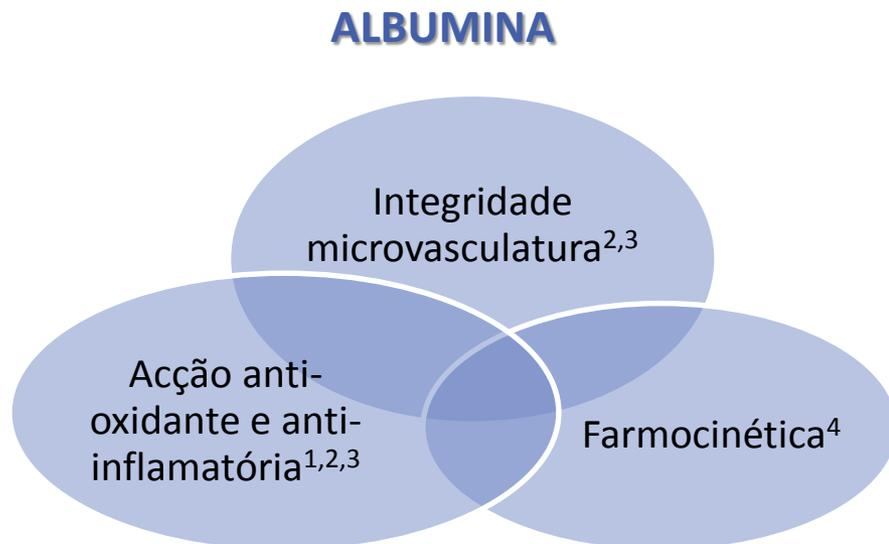 ALBUMINA
Integridade
microvasculatura2,3
Acção anti-
oxidante e anti-
inflamatória1,2,3
Farmocinética4